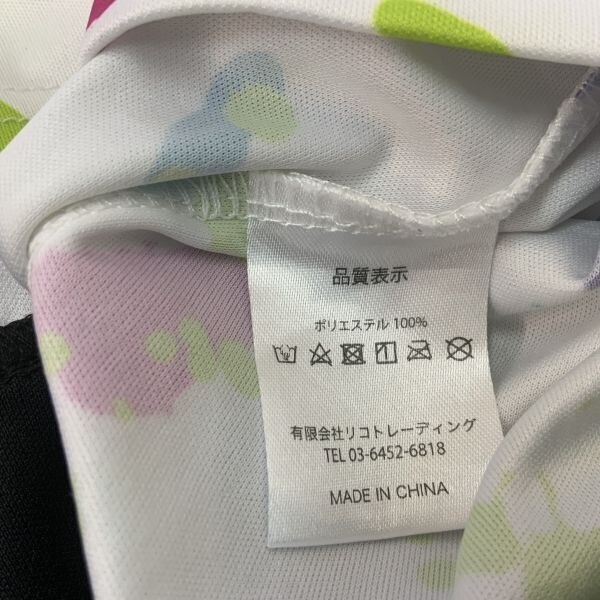 品質表示
ポリエステル 100%
有限会社リコトレーディング
TEL 03-6452-6818
MADE IN CHINA